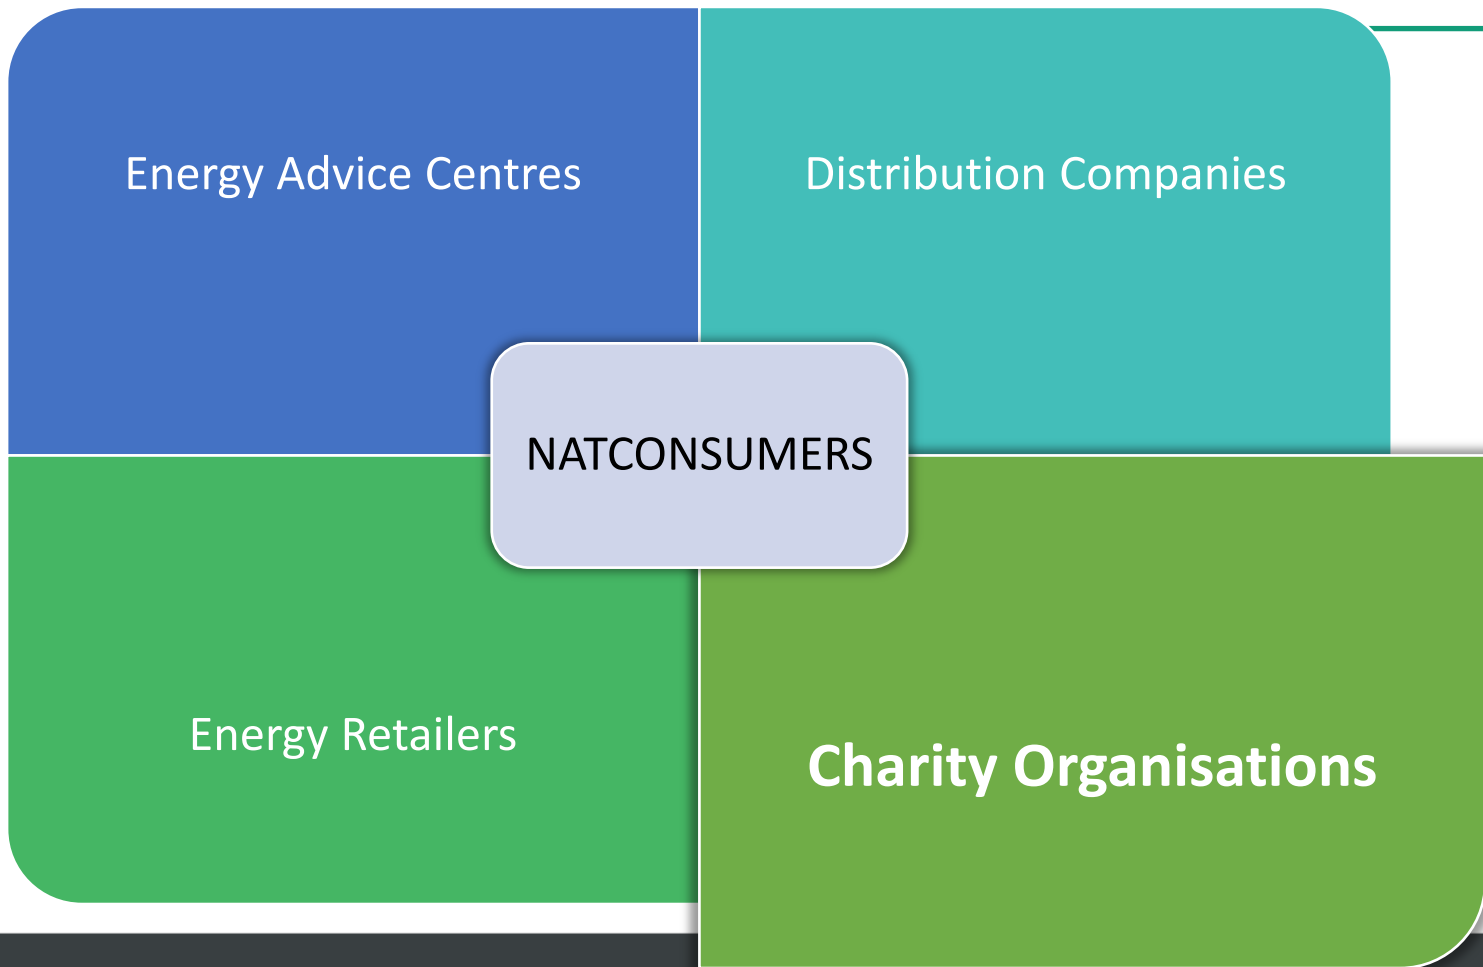 Energy Advice Centres
Distribution Companies
NATCONSUMERS
Energy Retailers
Charity Organisations